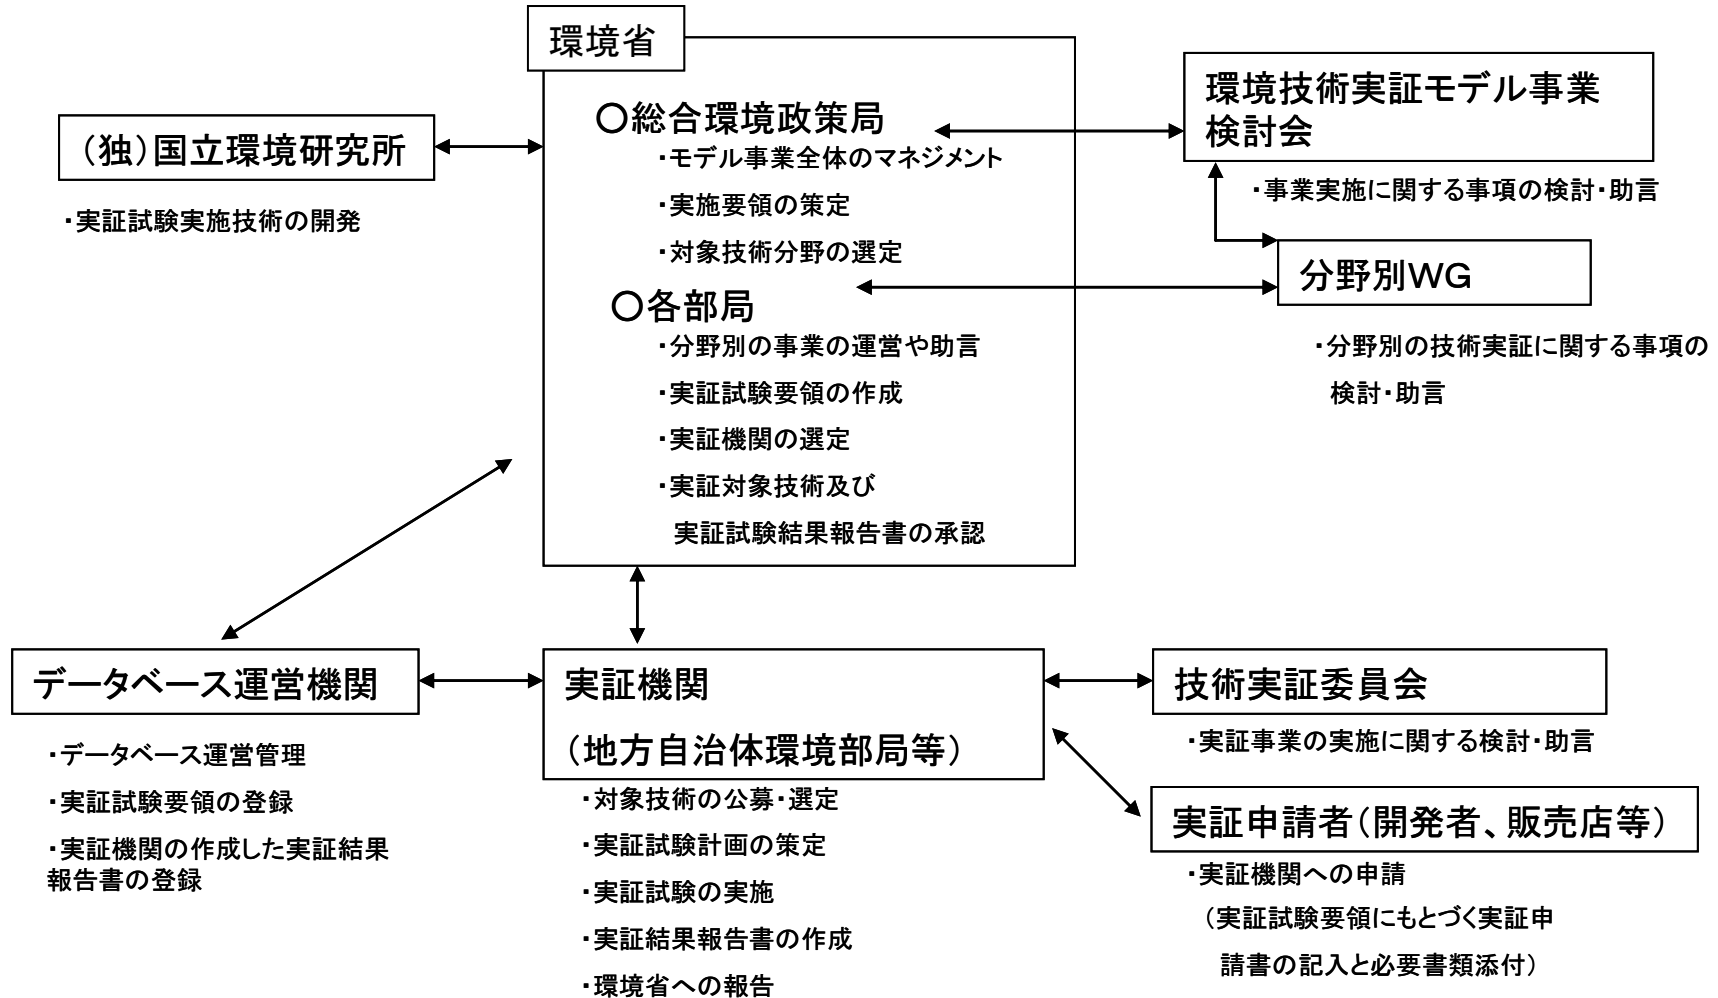 環境省
○総合環境政策局
・モデル事業全体のマネジメント
・実施要領の策定
・対象技術分野の選定
○各部局
・分野別の事業の運営や助言
・実証試験要領の作成
・実証機関の選定
・実証対象技術及び
実証試験結果報告書の承認
（独）国立環境研究所
・実証試験実施技術の開発
環境技術実証モデル事業
検討会
・事業実施に関する事項の検討・助言
分野別WG
・分野別の技術実証に関する事項の
検討・助言
データベース運営機関
・データベース運営管理
・実証試験要領の登録
・実証機関の作成した実証結果
報告書の登録
実証機関
（地方自治体環境部局等）
・対象技術の公募・選定
・実証試験計画の策定
・実証試験の実施
・実証結果報告書の作成
・環境省への報告
技術実証委員会
・実証事業の実施に関する検討・助言
実証申請者（開発者、販売店等）
・実証機関への申請
（実証試験要領にもとづく実証申
請書の記入と必要書類添付）